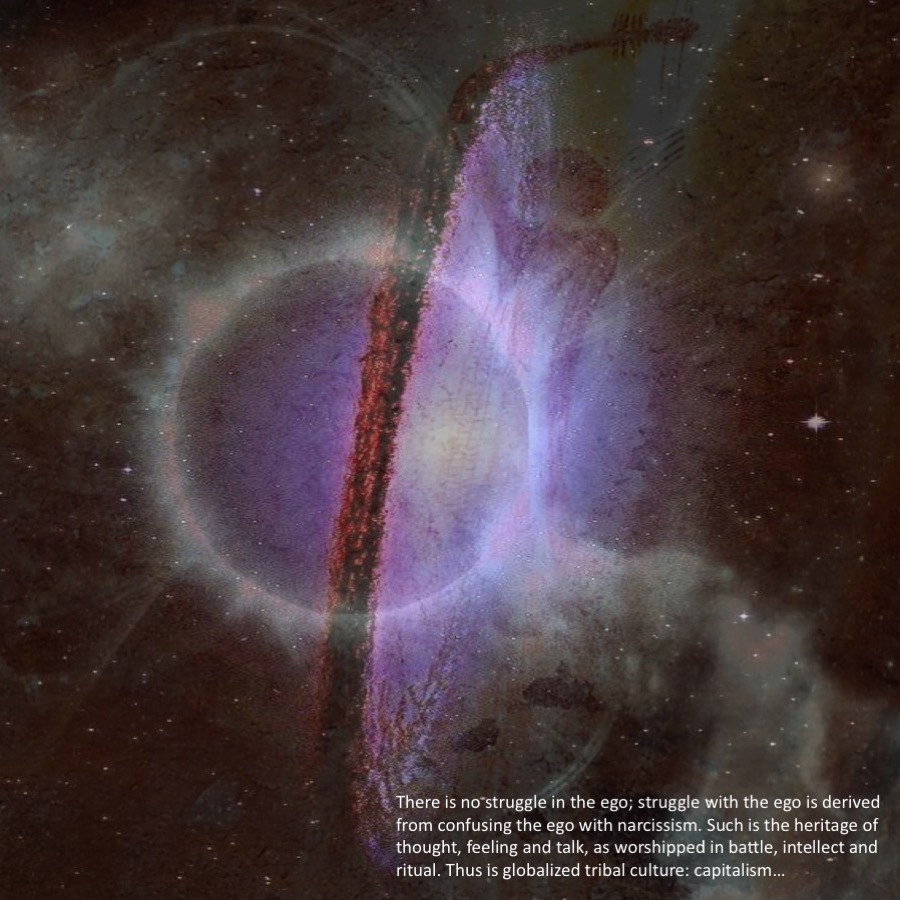 There is no struggle in the ego; struggle with the ego is derived
from confusing the ego with narcissism. Such is the heritage of
thought, feeling and talk, as worshipped in battle, intellect and
ritual. Thus is globalized tribal culture: capitalism...